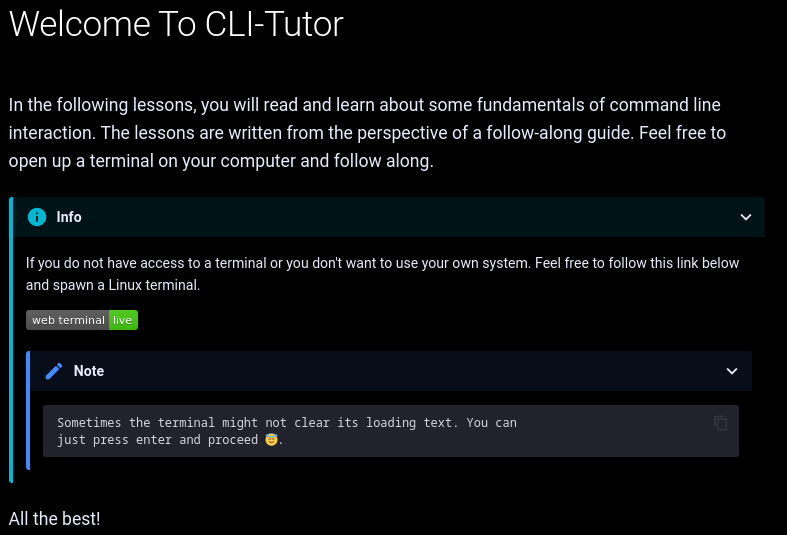 Welcome To CLI-Tutor
In the following lessons, you will read and learn about some fundamentals of command line
interaction. The lessons are written from the perspective of a follow-along guide. Feel free to
open up a terminal on your computer and follow along.
Info
If you do not have access to a terminal or you don't want to use your own system. Feel free to follow this link below
and spawn a Linux terminal.
web terminal live
Note
Sometimes the terminal might not clear its loading text. You can
just press enter and proceed 😇.
All the best!